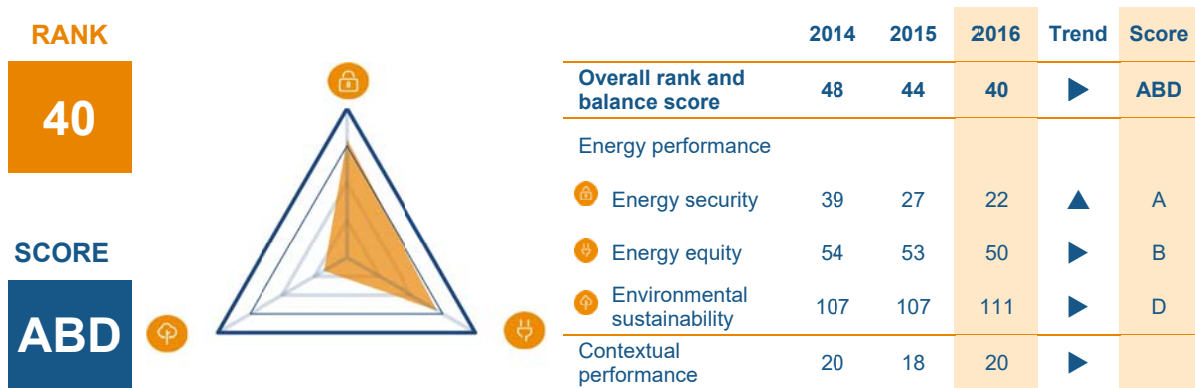 RANK
40
SCORE
ABD
2014 2015 2016 Trend Score
Overall rank and
balance score 48 44 40 ABD
Energy performance
Energy security 39 27 22 A
Energy equity 54 53 50 B
Environmental
sustainability 107 107 111 D
Contextual
performance 20 18 20